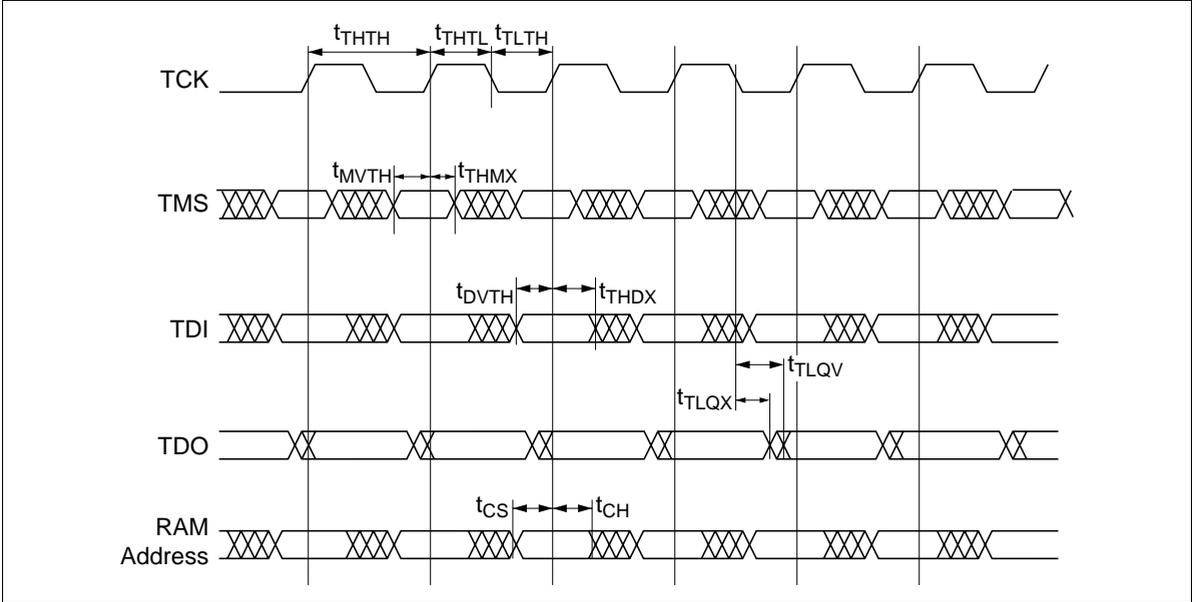 tTHTH tTHTL tTLTH
TCK
tMVTH tTHMX
TMS
tDVTH tTHDX
TDI
tTLQV
tTLQX
TDO
tCS tCH
RAM
Address